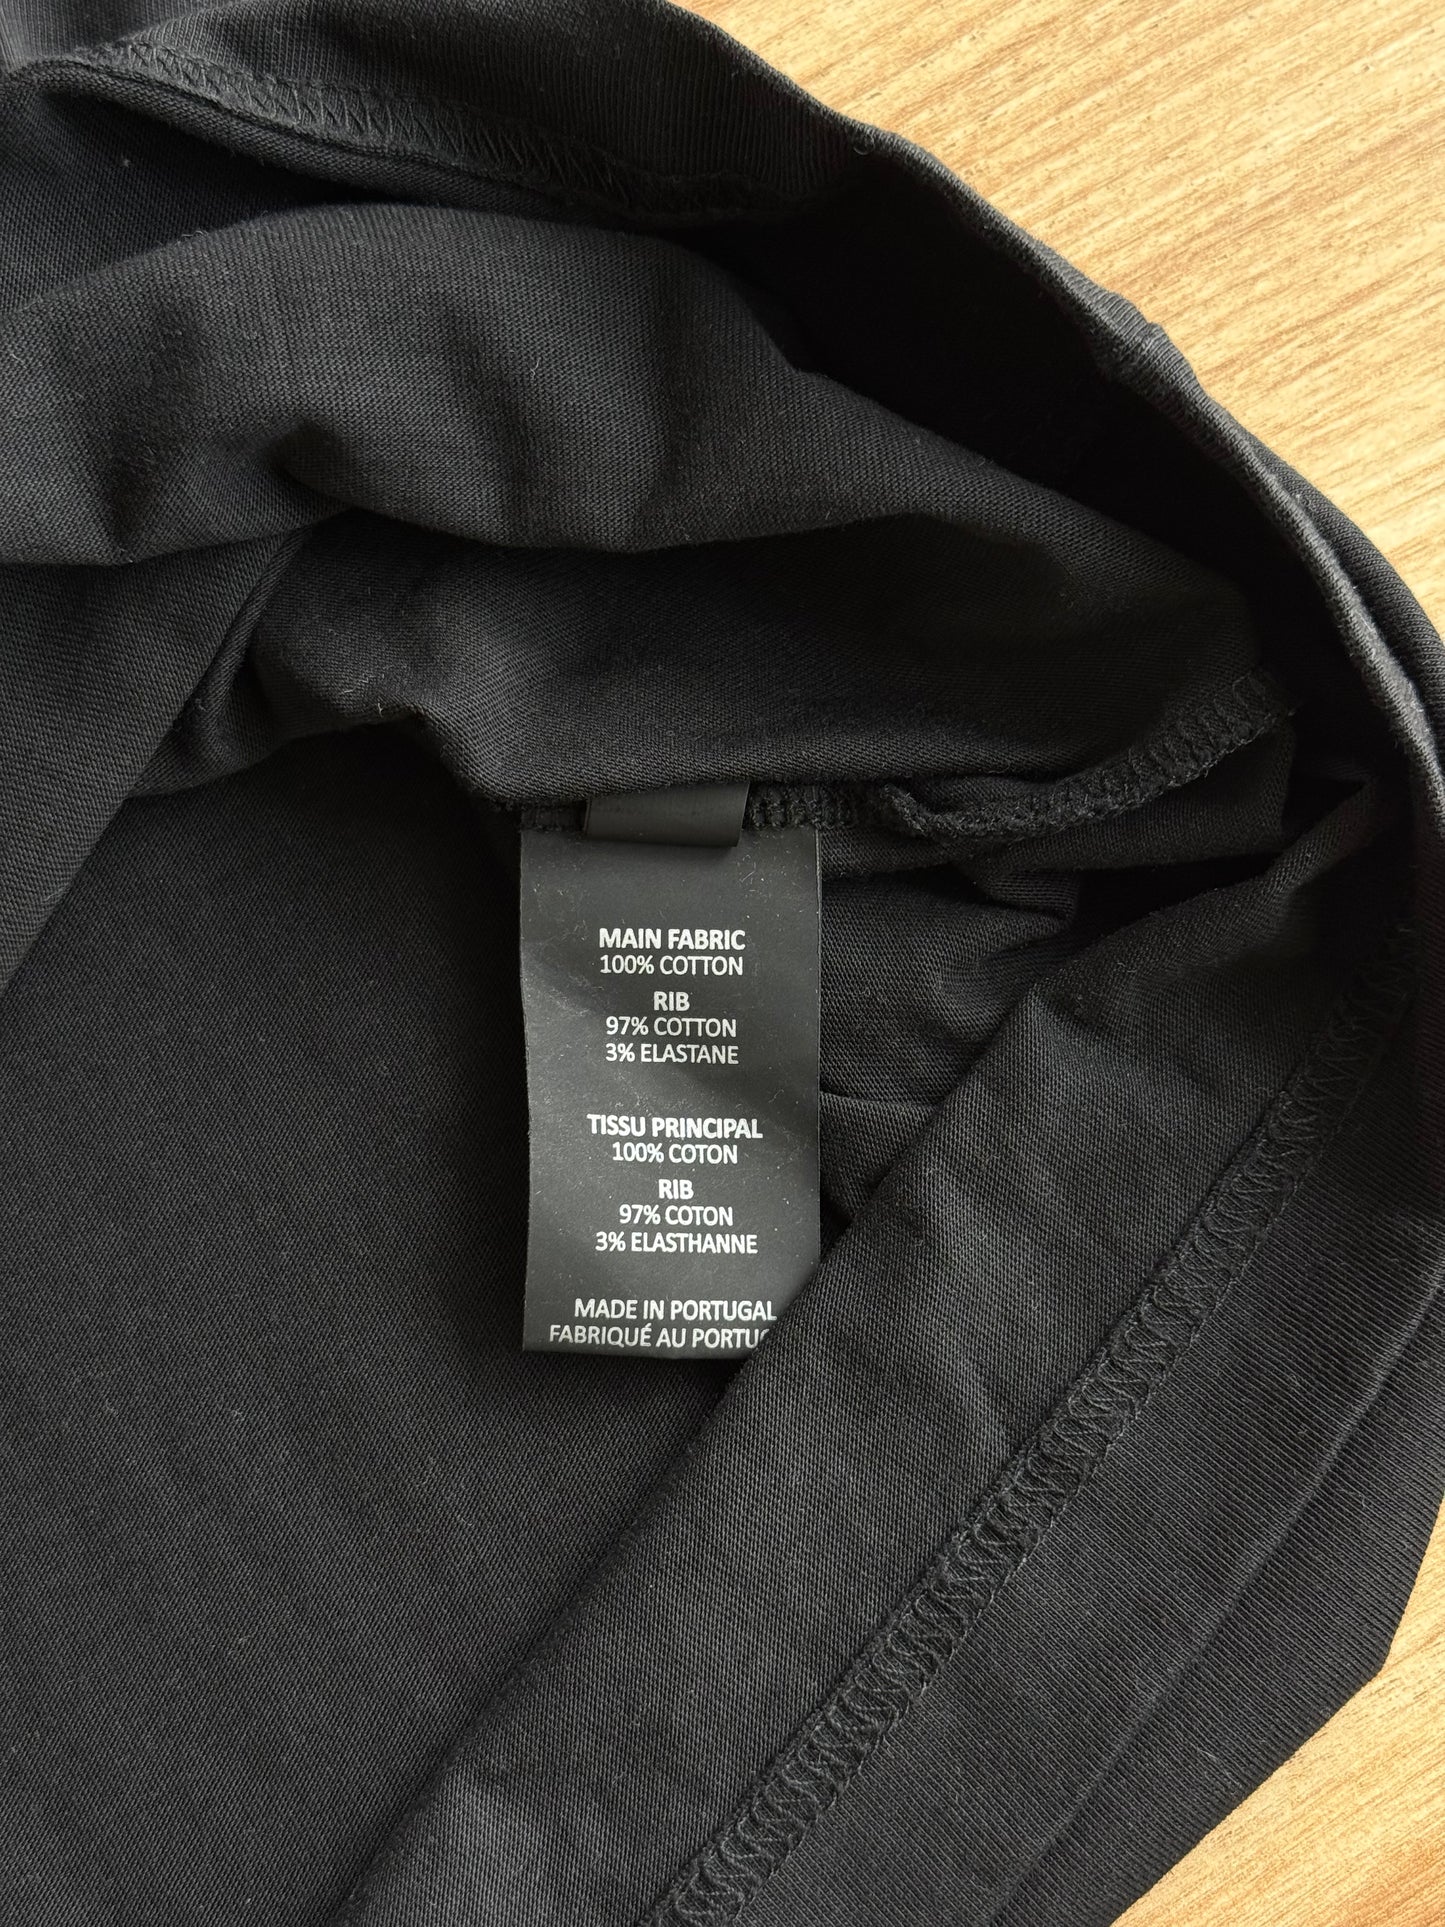 MAIN FABRIC
100% COTTON
RIB
97% COTTON
3% ELASTANE
TISSU PRINCIPAL
100% COTON
RIB
97% COTON
3% ELASTHANNE
MADE IN PORTUGAL
FABRIQUÉ AU